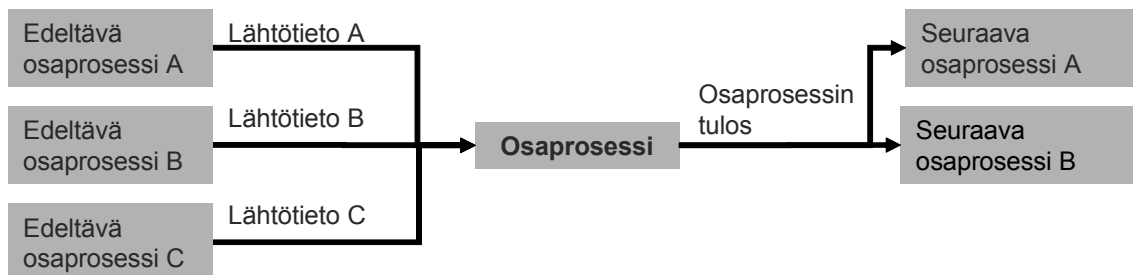 Edeltävä
osaprosessi A
Lähtötieto A
Edeltävä
osaprosessi B
Lähtötieto B
Edeltävä
osaprosessi C
Lähtötieto C
Osaprosessi
Osaprosessin
tulos
Seuraava
osaprosessi A
Seuraava
osaprosessi B